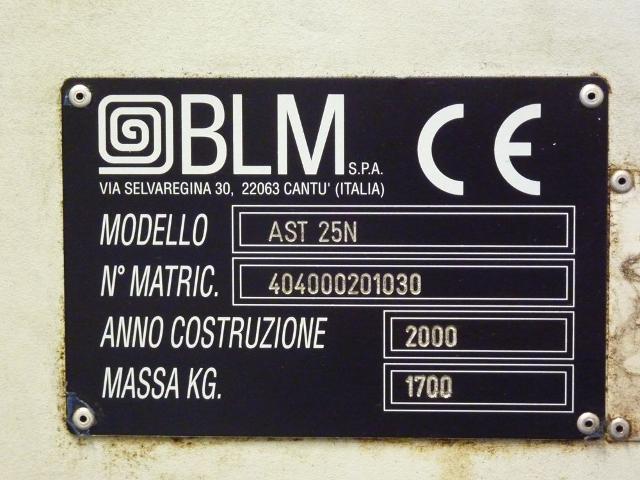 BLM S.P.A. CE
VIA SELVAREGINA 30, 22063 CANTU' (ITALIA)
MODELLO AST 25N
N° MATRIC. 404000201030
ANNO COSTRUZIONE 2000
MASSA KG. 1700